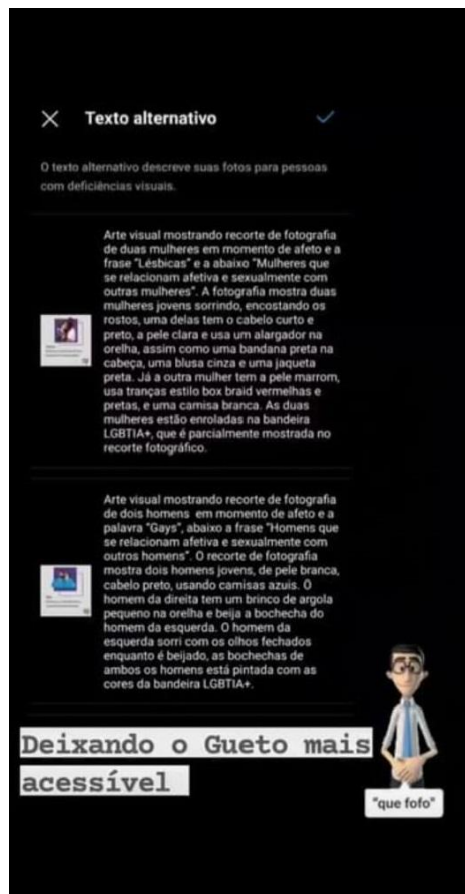 Texto alternativo
O texto alternativo descreve suas fotos para pessoas
com deficiências visuais.
Arte visual mostrando recorte de fotografia
de duas mulheres em momento de afeto e a
frase "Lésbicas" e a abaixo "Mulheres que
se relacionam afetiva e sexualmente com
outras mulheres". A fotografia mostra duas
mulheres jovens sorrindo, encostando os
rostos, uma delas tem o cabelo curto e
preto, a pele clara e usa um alargador na
orelha, assim como uma bandana preta na
cabeça, uma blusa cinza e uma jaqueta
preta. Já a outra mulher tem a pele marrom,
usa tranças estilo box braid vermelhas e
pretas, e uma camisa branca. As duas
mulheres estão enroladas na bandeira
LGBTIA+, que é parcialmente mostrada no
recorte fotográfico.
Arte visual mostrando recorte de fotografia
de dois homens em momento de afeto e a
palavra "Gays", abaixo a frase "Homens que
se relacionam afetiva e sexualmente com
outros homens". O recorte de fotografia
mostra dois homens jovens, de pele branca,
cabelo preto, usando camisas azuis. O
homem da direita tem um brinco de argola
pequeno na orelha e beija a bochecha do
homem da esquerda. O homem da
esquerda sorri com os olhos fechados
enquanto é beijado, as bochechas de
ambos os homens está pintada com as
cores da bandeira LGBTIA+.
Deixando o Gueto mais
acessível
"que fofo"